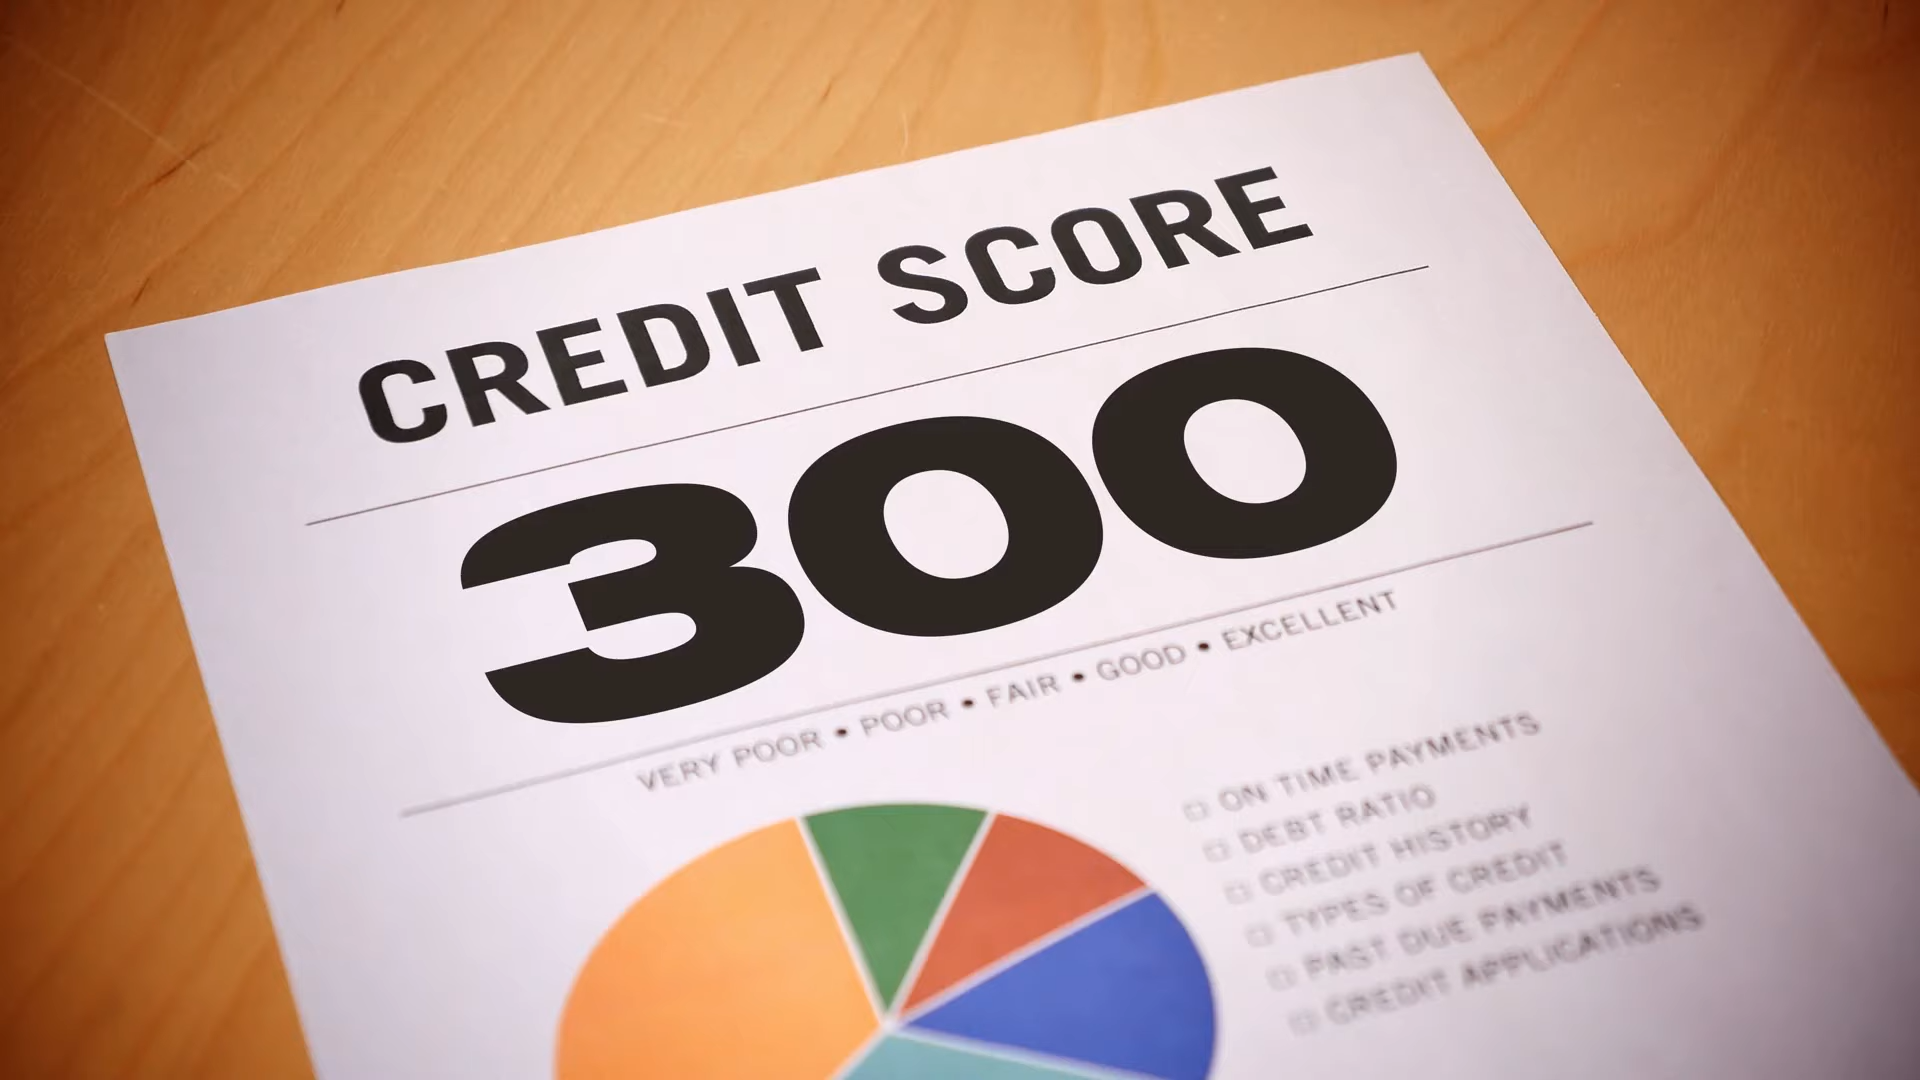 CREDIT SCORE
300
VERY POOR • POOR • FAIR • GOOD • EXCELLENT
ON TIME PAYMENTS
DEBT RATIO
CREDIT HISTORY
TYPES OF CREDIT
PAST DUE PAYMENTS
CREDIT APPLICATIONS